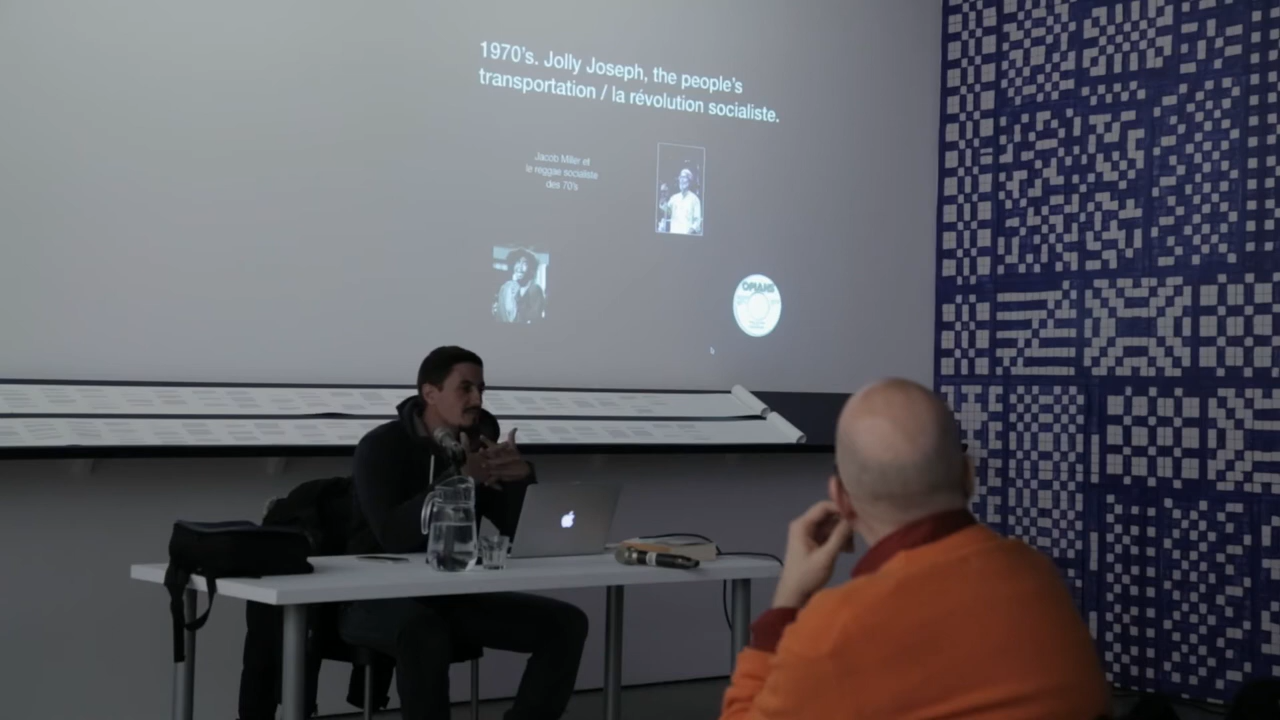 1970's. Jolly Joseph, the people's
transportation / la révolution socialiste.
Jacob Miller et
le reggae socialiste
des 70's